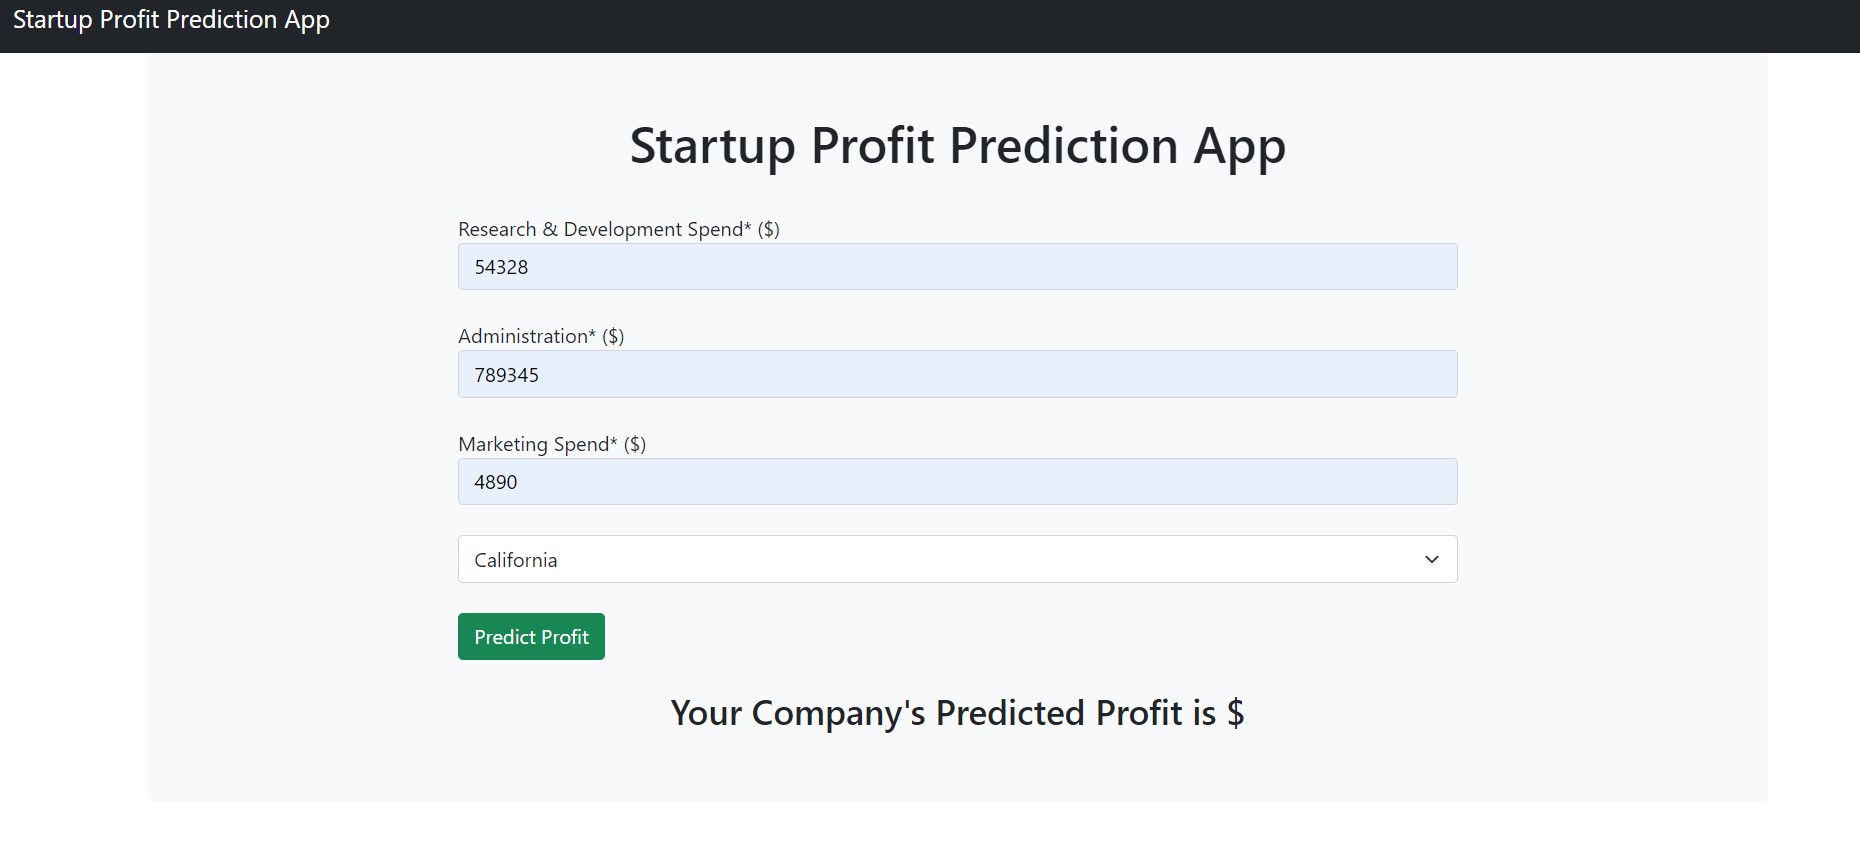 Startup Profit Prediction App
Startup Profit Prediction App
Research & Development Spend* ($)
54328
Administration* ($)
789345
Marketing Spend* ($)
4890
California
Predict Profit
Your Company's Predicted Profit is $